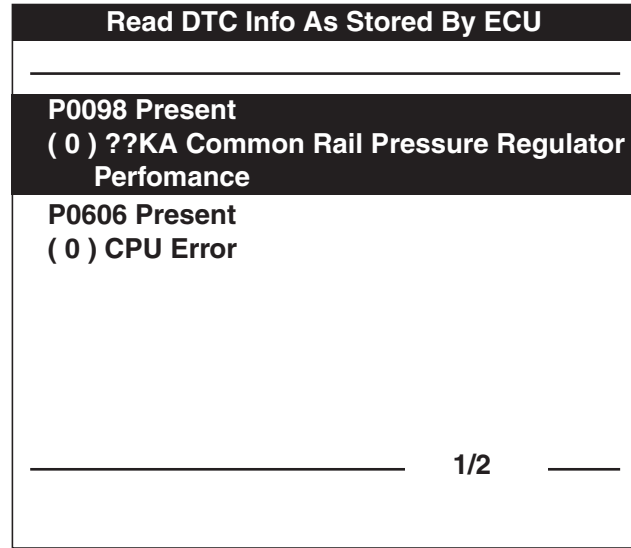 Read DTC Info As Stored By ECU
P0098 Present
( 0 ) ??KA Common Rail Pressure Regulator
Perfomance
P0606 Present
( 0 ) CPU Error
1/2